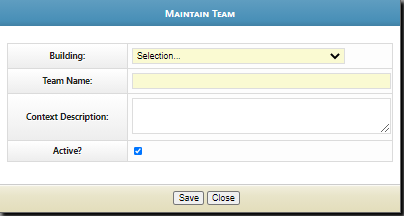 Maintain Team
Building: Selection...
Team Name:
Context Description:
Active?
Save Close